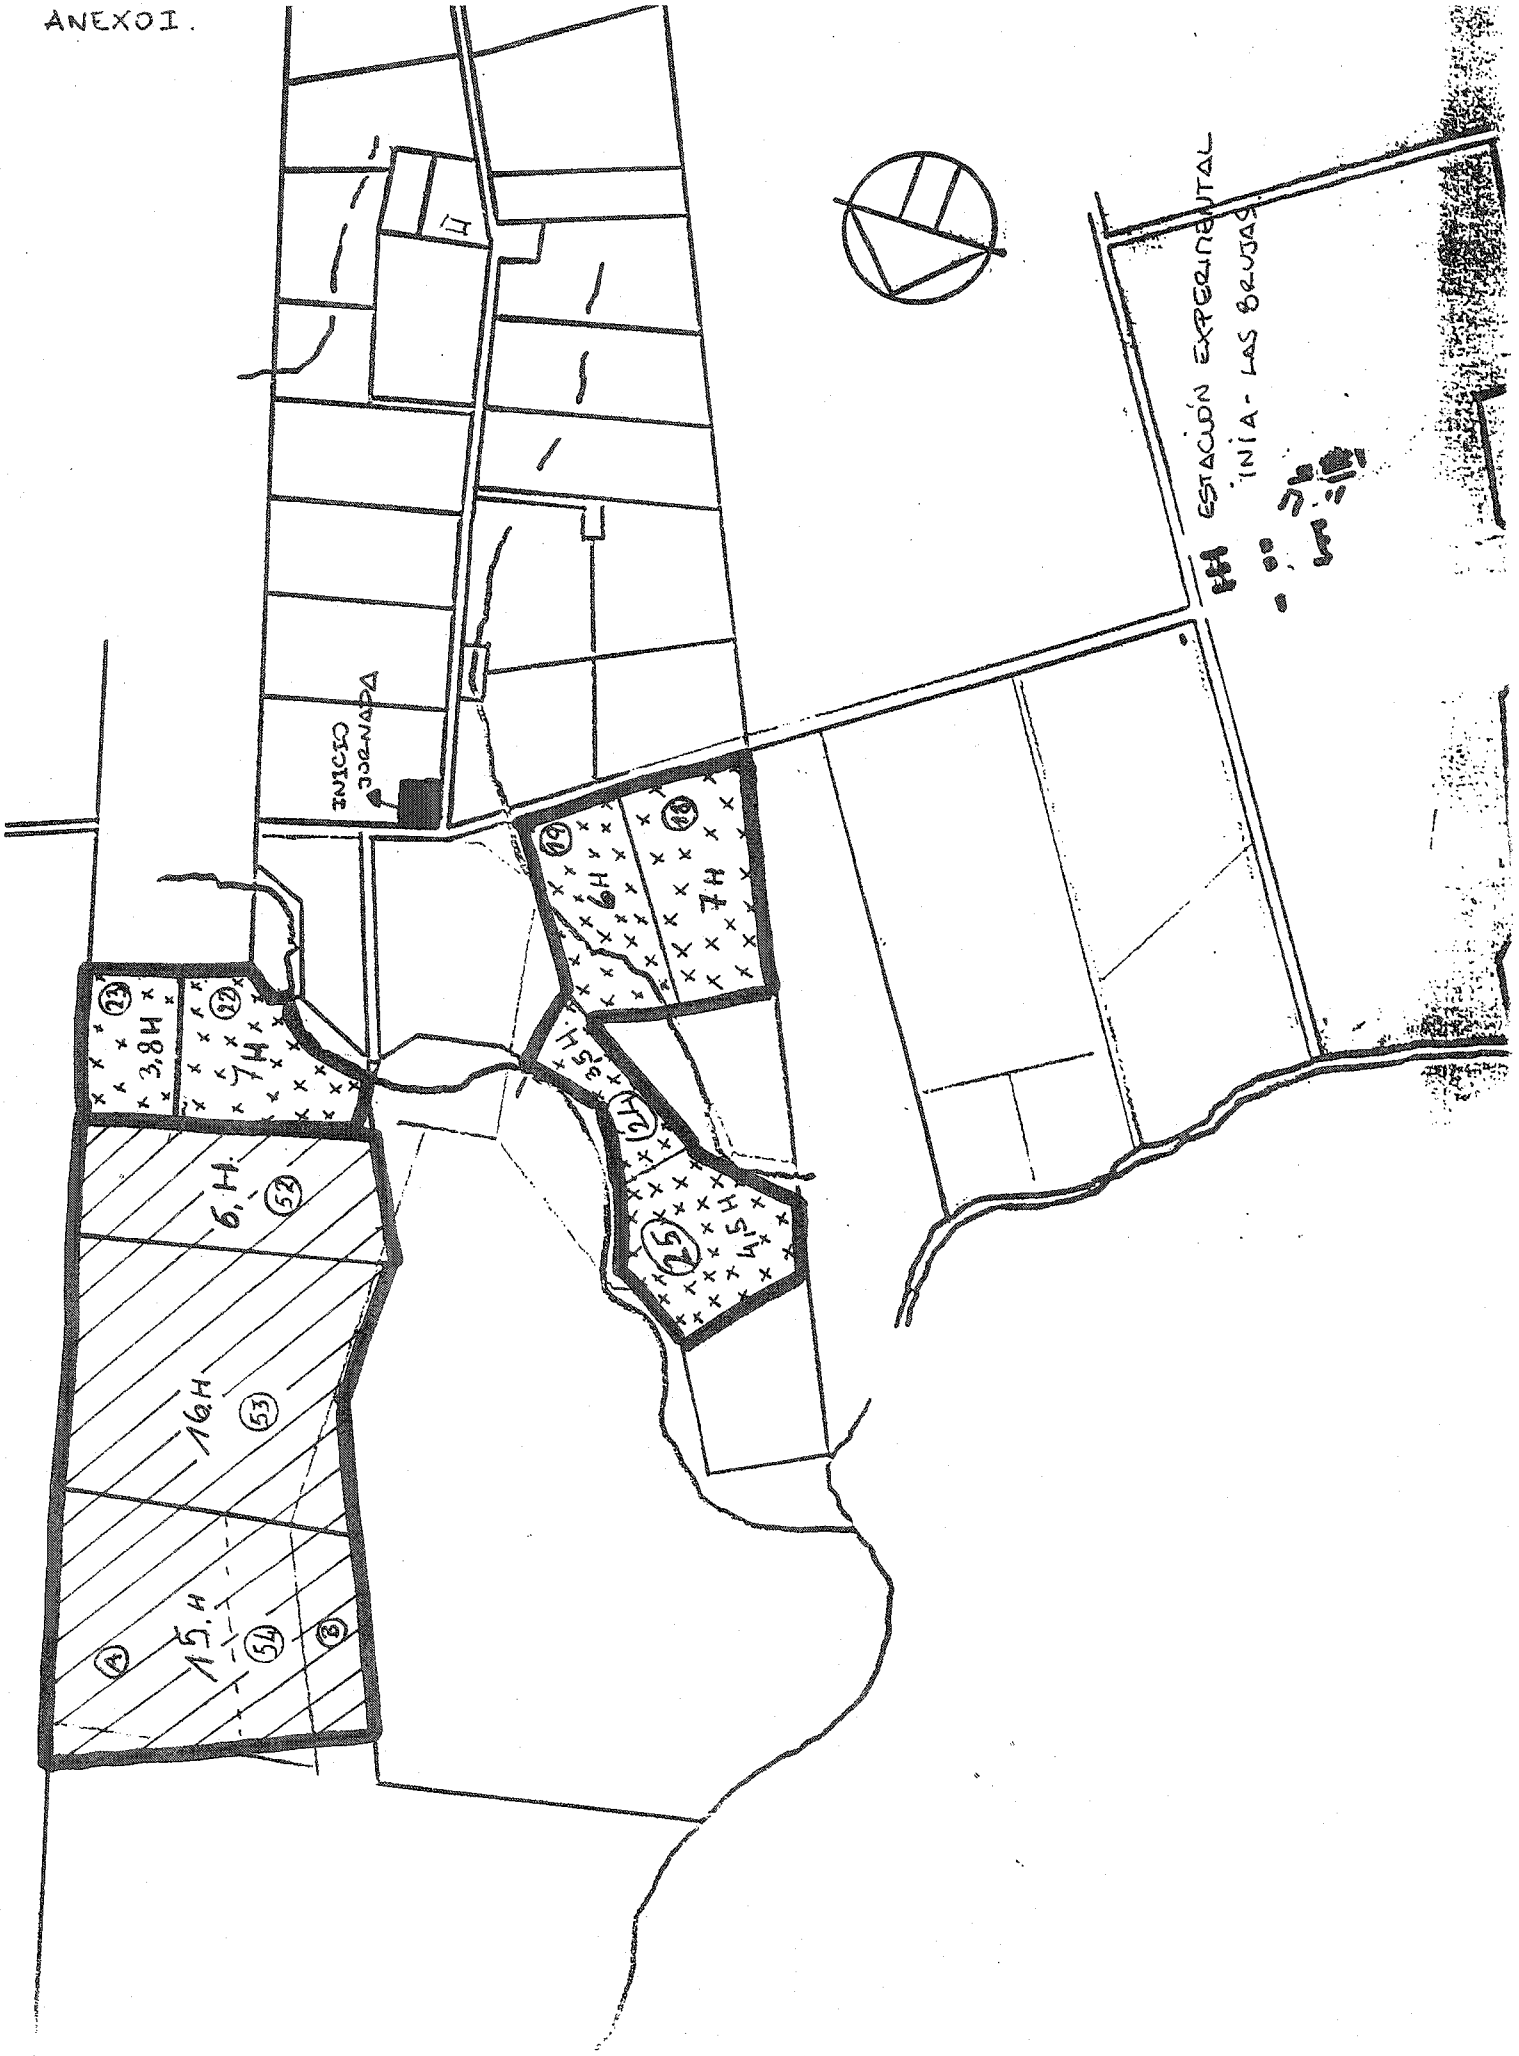 ANEXO I.
ESTACIÓN EXPERIMENTAL
INIA - LAS BRUJAS.
INICIO
JORNADA
19
6H
18
7H
23
3,8H
22
7H
3,5H
24
25
4,5H
6.H.
52
16H
53
15.H
54
A
B